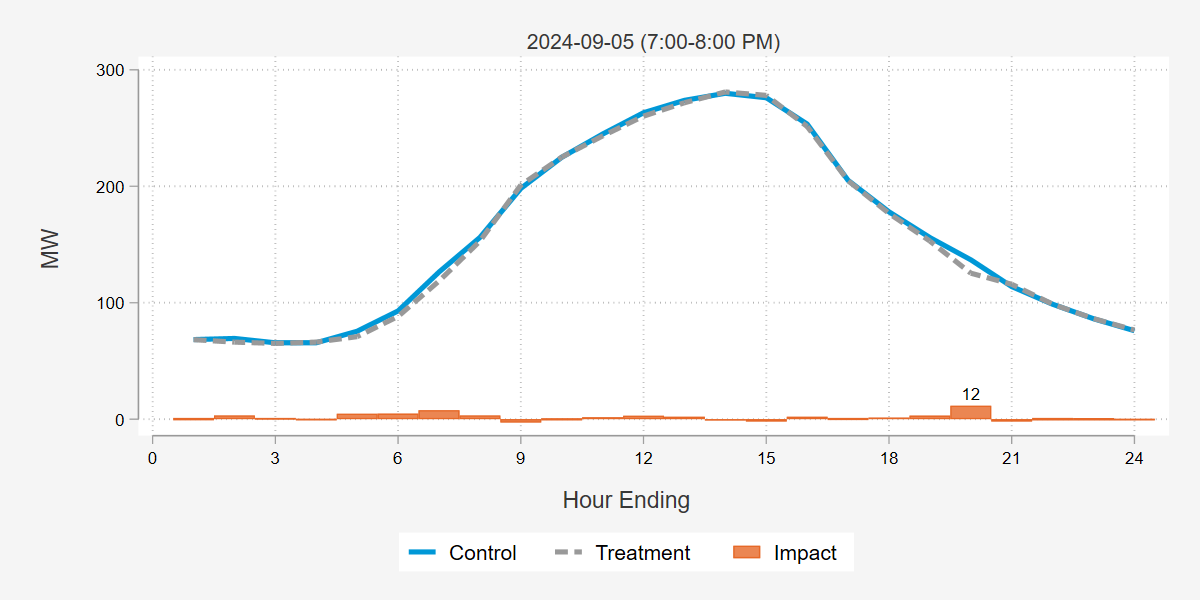 2024-09-05 (7:00-8:00 PM)
300
200
100
0
MW
12
0 3 6 9 12 15 18 21 24
Hour Ending
Control Treatment Impact